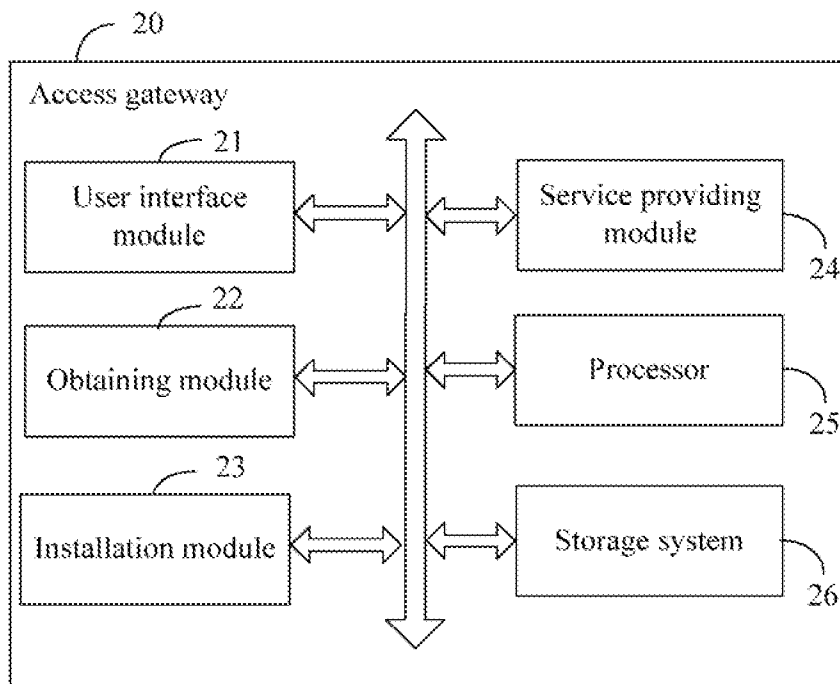 20
Access gateway
21
User interface
module
22
Obtaining module
23
Installation module
Service providing
module
24
Processor
25
Storage system
26